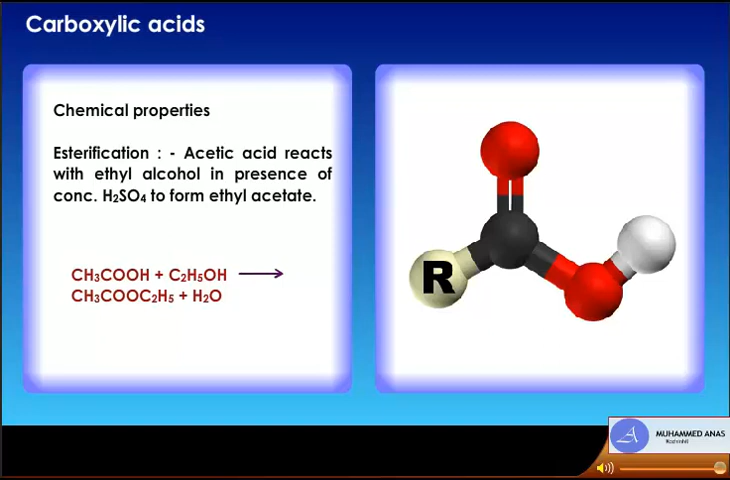 Carboxylic acids
Chemical properties
Esterification : - Acetic acid reacts
with ethyl alcohol in presence of
conc. H₂SO₄ to form ethyl acetate.
CH₃COOH + C₂H₅OH ⟶
CH₃COOC₂H₅ + H₂O
R
A
MUHAMMED ANAS